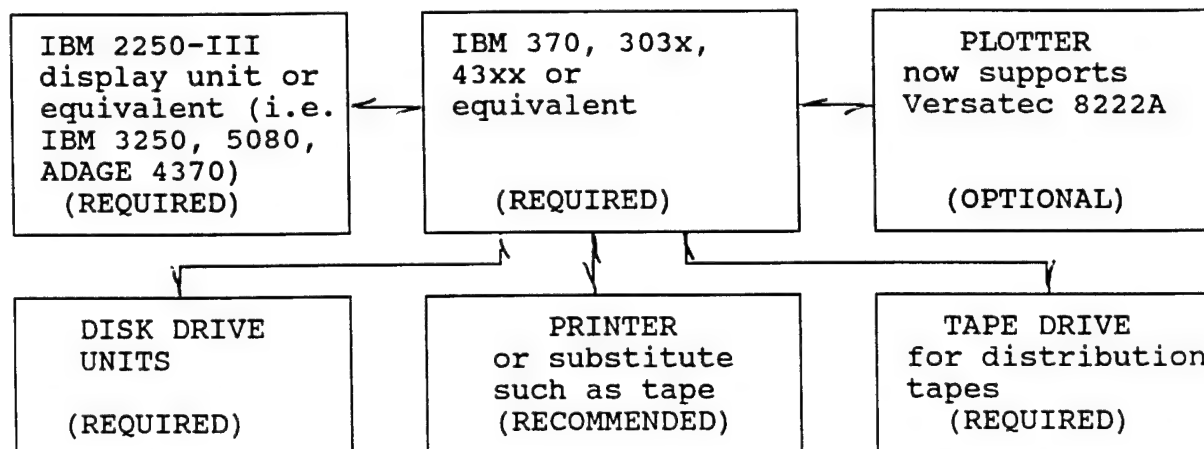 IBM 2250-III
display unit or
equivalent (i.e.
IBM 3250, 5080,
ADAGE 4370)
(REQUIRED)
IBM 370, 303x,
43xx or
equivalent
(REQUIRED)
PLOTTER
now supports
Versatec 8222A
(OPTIONAL)
DISK DRIVE
UNITS
(REQUIRED)
PRINTER
or substitute
such as tape
(RECOMMENDED)
TAPE DRIVE
for distribution
tapes
(REQUIRED)